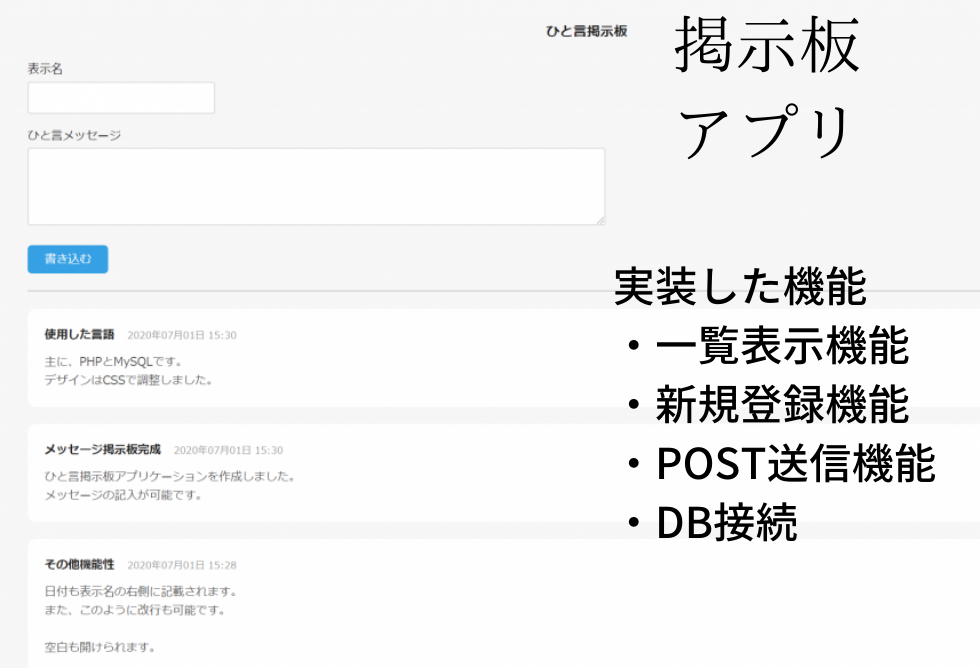 ひと言掲示板
掲示板
アプリ
表示名
ひと言メッセージ
書き込む
実装した機能
・一覧表示機能
・新規登録機能
・POST送信機能
・DB接続
使用した言語 2020年07月01日 15:30
主に、PHPとMySQLです。
デザインはCSSで調整しました。
メッセージ掲示板完成 2020年07月01日 15:30
ひと言掲示板アプリケーションを作成しました。
メッセージの記入が可能です。
その他機能性 2020年07月01日 15:28
日付も表示名の右側に記載されます。
また、このように改行も可能です。
空白も開けられます。